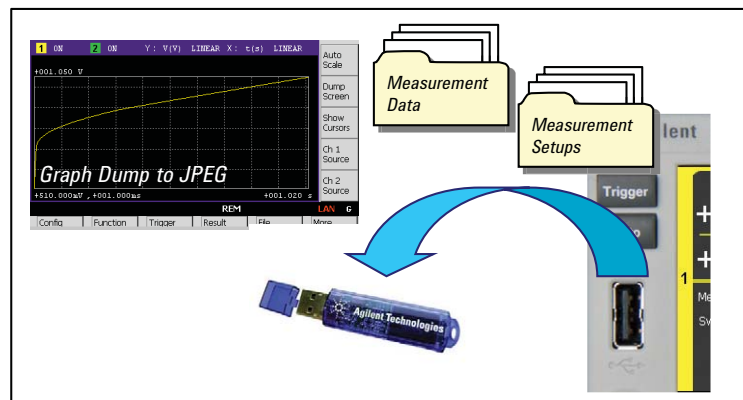 1 ON 2 ON Y: V(V) LINEAR X: t(s) LINEAR
+001.050 V
Graph Dump to JPEG
+510.000mV,+001.000ms +001.020 s
REM LAN G
Config Function Trigger Result File More
Auto
Scale
Dump
Screen
Show
Cursors
Ch 1
Source
Ch 2
Source
Measurement
Data
Measurement
Setups
Agilent Technologies
lent
Trigger
1